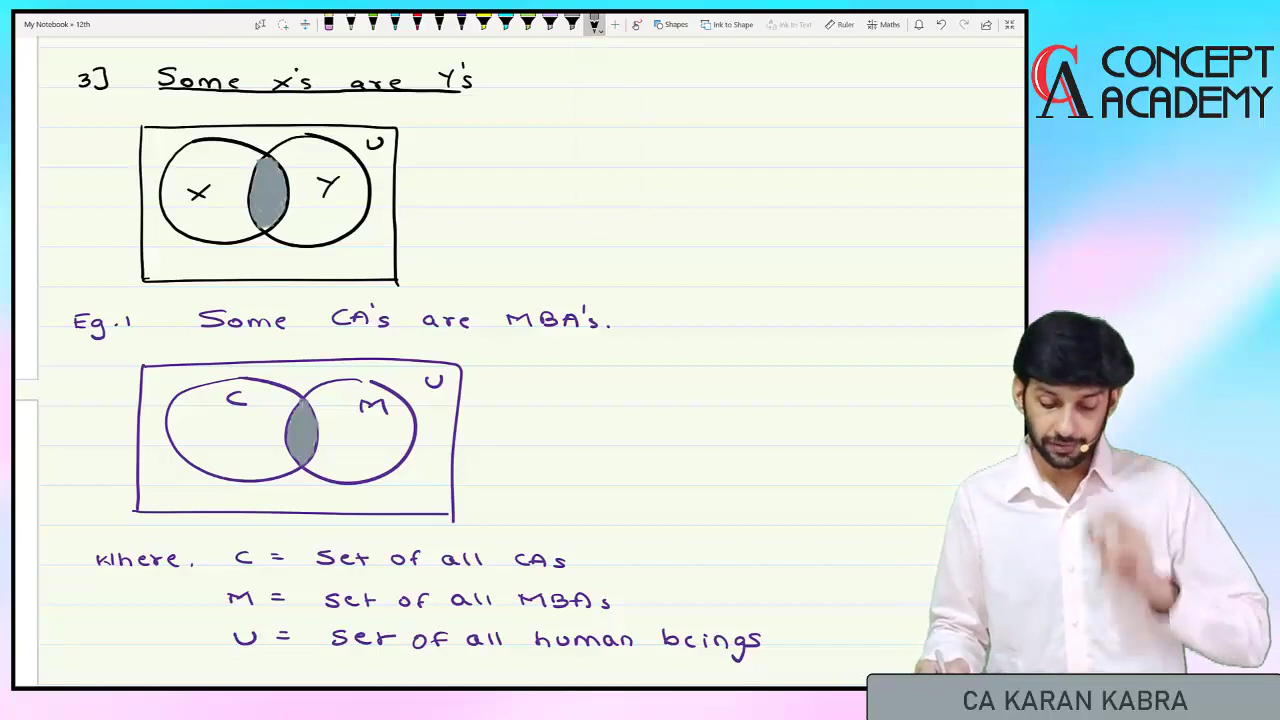 My Notebook > 12th
Shapes
Ink to Shape
Ink to Text
Ruler
Maths
CONCEPT
ACADEMY
CA
3] Some X's are Y's
U
X
Y
Eg.1 Some CA's are MBA's.
U
C
M
Where, C = Set of all CAs
M = Set of all MBAs
U = Set of all human beings
CA KARAN KABRA